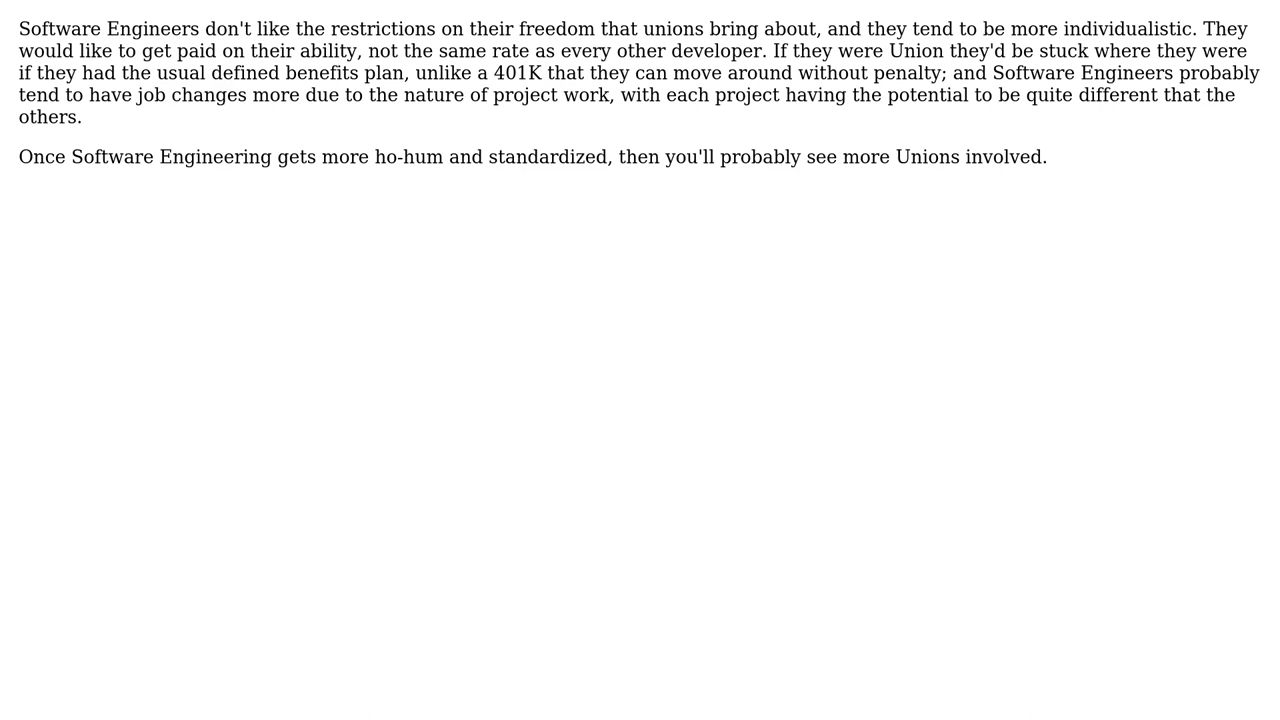 Software Engineers don't like the restrictions on their freedom that unions bring about, and they tend to be more individualistic. They
would like to get paid on their ability, not the same rate as every other developer. If they were Union they'd be stuck where they were
if they had the usual defined benefits plan, unlike a 401K that they can move around without penalty; and Software Engineers probably
tend to have job changes more due to the nature of project work, with each project having the potential to be quite different that the
others.
Once Software Engineering gets more ho-hum and standardized, then you'll probably see more Unions involved.